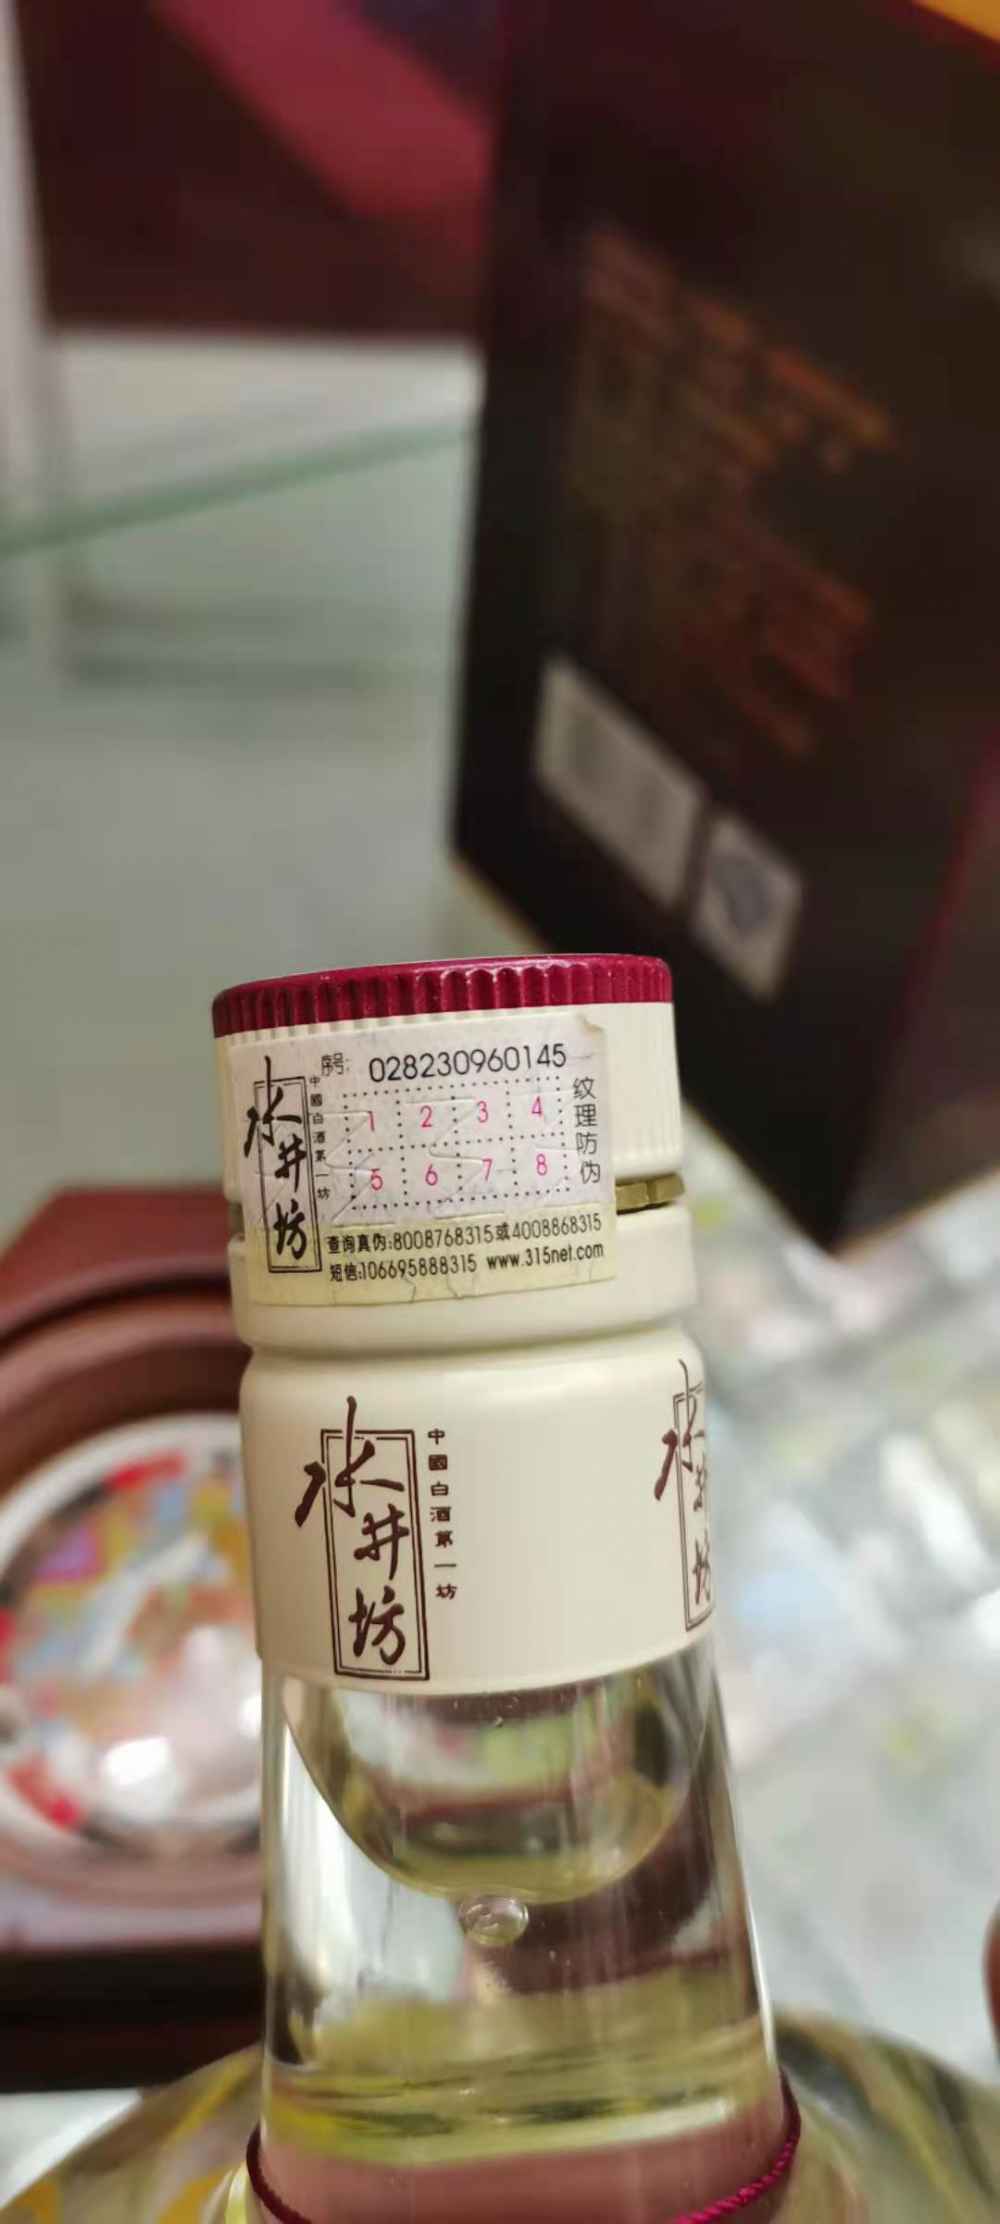 水井坊
中國白酒第一坊
序号: 028230960145
1 2 3 4
5 6 7 8
纹理防伪
查询真伪:8008768315或4008868315
短信:106695888315 www.315net.com
水井坊
中國白酒第一坊
水井坊